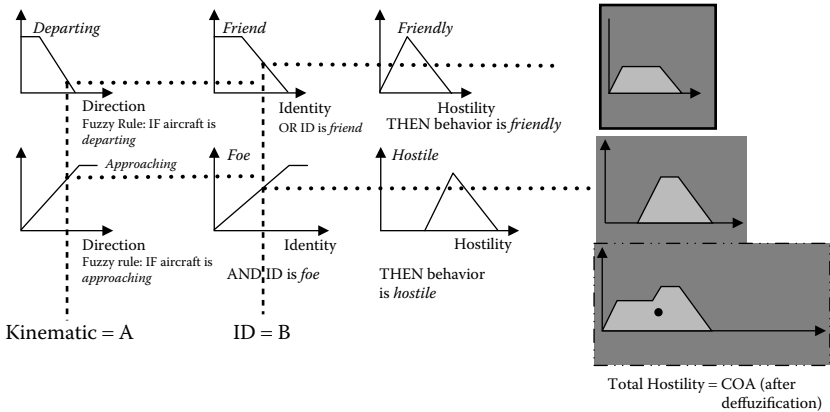 Departing
Friend
Friendly
Direction
Identity
Hostility
Fuzzy Rule: IF aircraft is
departing
OR ID is friend
THEN behavior is friendly
Approaching
Foe
Hostile
Direction
Identity
Hostility
Fuzzy rule: IF aircraft is
approaching
AND ID is foe
THEN behavior
is hostile
Kinematic = A
ID = B
Total Hostility = COA (after
deffuzification)